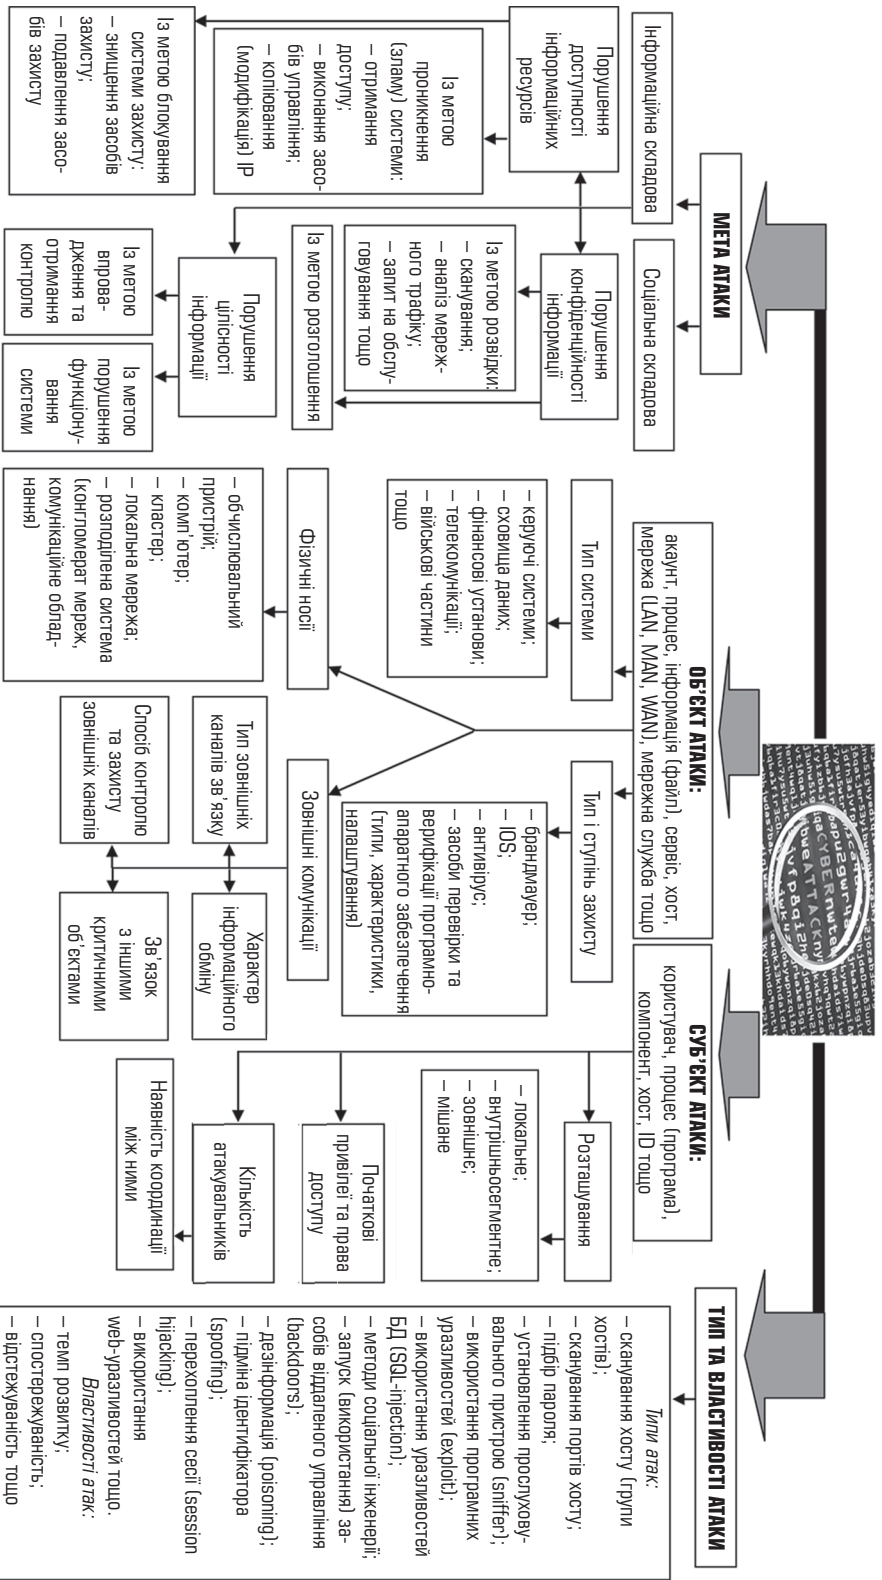 CYBER
ATTACK
МЕТА АТАКИ
Інформаційна складова
Соціальна складова
Порушення
доступності
інформаційних
ресурсів
Порушення
конфіденційності
інформації
Із метою
проникнення
(зламу) системи:
– отримання
доступу;
– виконання засо-
бів управління;
– копіювання
(модифікація) ІР
Із метою розвідки:
– сканування;
– аналіз мереж-
ного трафіку;
– запит на обслу-
говування тощо
Із метою розголошення
Із метою блокування
системи захисту:
– знищення засобів
захисту;
– подавлення засо-
бів захисту
Порушення
цілісності
інформації
Із метою
впрова-
дження та
отримання
контролю
Із метою
порушення
функціону-
вання
системи
ОБ’ЄКТ АТАКИ:
акаунт, процес, інформація (файл), сервіс, хост,
мережа (LAN, MAN, WAN), мережна служба тощо
Тип системи
– керуючі системи;
– сховища даних;
– фінансові установи;
– телекомунікації;
– військові частини
тощо
Тип і ступінь захисту
– брандмауер;
– IOS;
– антивірус;
– засоби перевірки та
верифікації програмно-
апаратного забезпечення
(типи, характеристики,
налаштування)
Фізичні носії
– обчислювальний
пристрій;
– комп’ютер;
– кластер;
– локальна мережа;
– розподілена система
(конгломерат мереж,
комунікаційне облад-
нання)
Зовнішні комунікації
Тип зовнішніх
каналів зв’язку
Характер
інформаційного
обміну
Спосіб контролю
та захисту
зовнішніх каналів
Зв’язок
з іншими
критичними
об’єктами
СУБ’ЄКТ АТАКИ:
користувач, процес (програма),
компонент, хост, ID тощо
Розташування
– локальне;
– внутрішньосегментне;
– зовнішнє;
– мішане
Початкові
привілеї та права
доступу
Кількість
атакувальників
Наявність координації
між ними
ТИП ТА ВЛАСТИВОСТІ АТАКИ
Типи атак:
– сканування хосту (групи
хостів);
– сканування портів хосту;
– підбір пароля;
– установлення прослухову-
вального пристрою (sniffer);
– використання програмних
уразливостей (exploit);
– використання уразливостей
БД (SQL-injection);
– методи соціальної інженерії;
– запуск (використання) за-
собів віддаленого управління
(backdoors);
– дезінформація (poisoning);
– підміна ідентифікатора
(spoofing);
– перехоплення сесії (session
hijacking);
– використання
web-уразливостей тощо.
Властивості атак:
– темп розвитку;
– спостережуваність;
– відстежуваність тощо